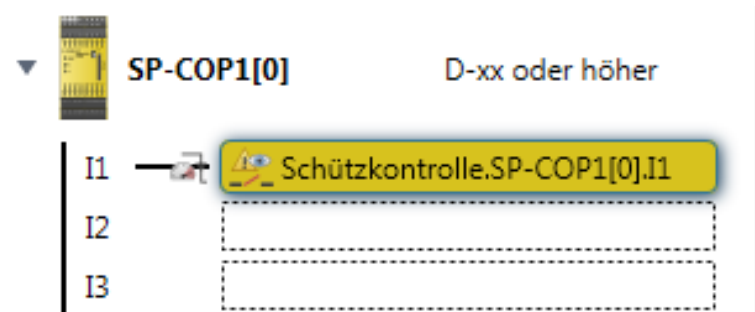 SP-COP1[0] D-xx oder höher
I1 Schützkontrolle.SP-COP1[0].I1
I2
I3